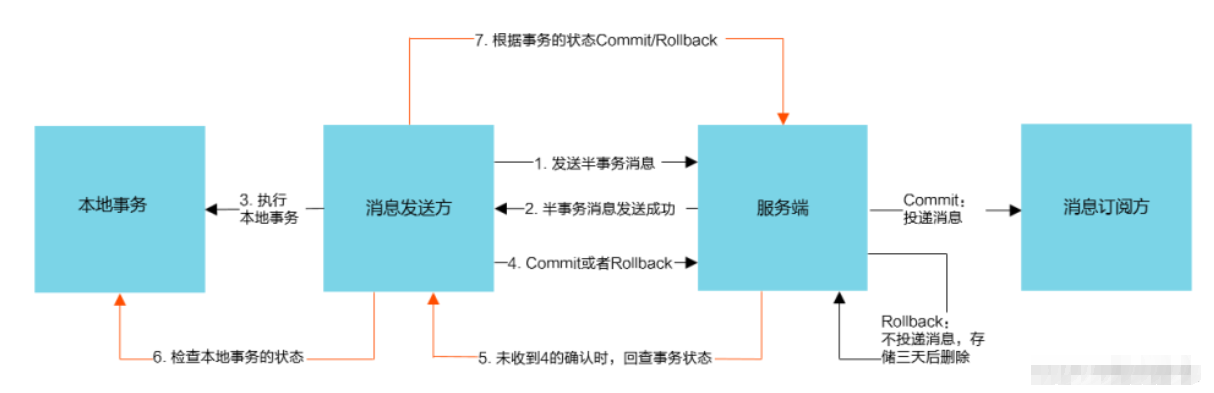 7. 根据事务的状态Commit/Rollback
本地事务
3. 执行
本地事务
消息发送方
1. 发送半事务消息
2. 半事务消息发送成功
4. Commit或者Rollback
服务端
Commit：
投递消息
消息订阅方
Rollback：
不投递消息，存
储三天后删除
6. 检查本地事务的状态
5. 未收到4的确认时，回查事务状态